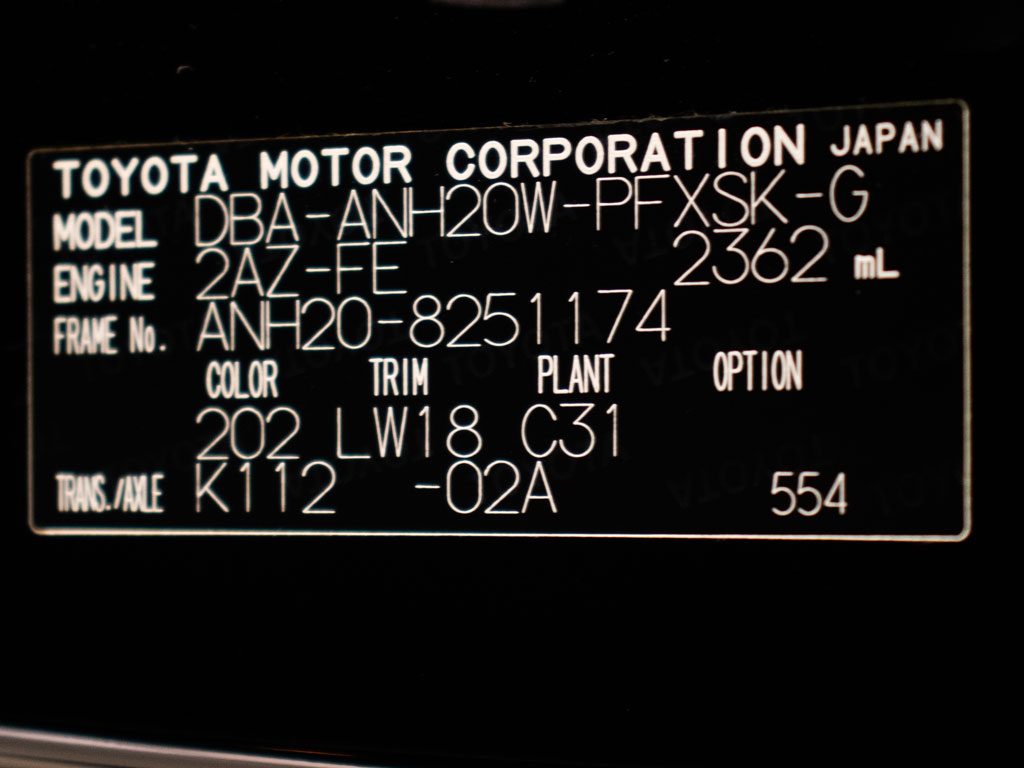 TOYOTA MOTOR CORPORATION JAPAN
MODEL DBA-ANH20W-PFXSK-G
ENGINE 2AZ-FE 2362 mL
FRAME No. ANH20-8251174
COLOR TRIM PLANT OPTION
202 LW18 C31
TRANS./AXLE K112 -02A 554